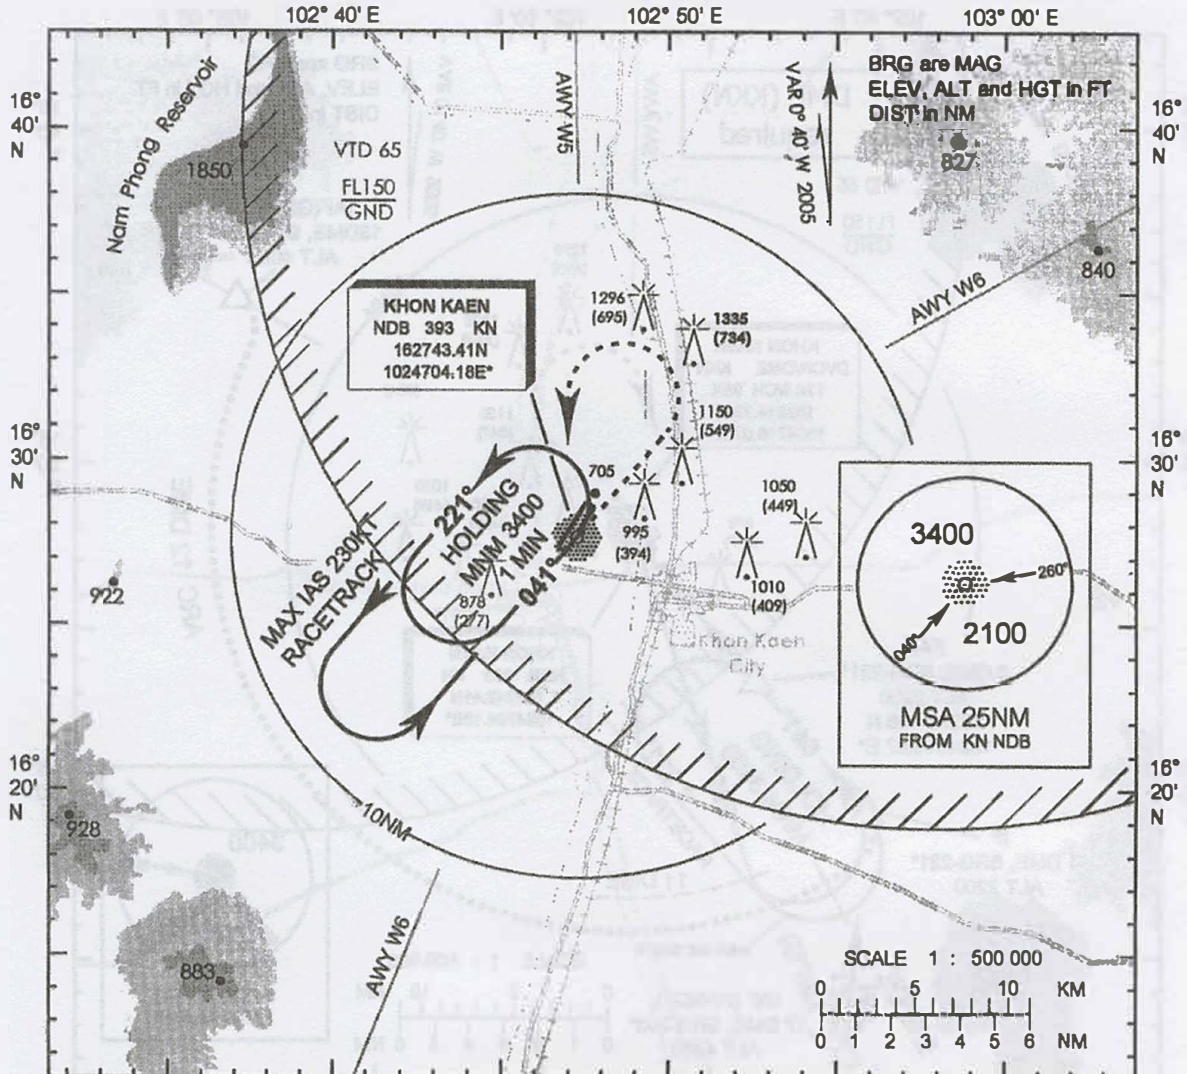 102° 40' E
102° 50' E
103° 00' E
16°
40'
N
Nam Phong Reservoir
1850
VTD 65
FL150
GND
AWY W5
VAR 0° 40' W 2005
BRG are MAG
ELEV, ALT and HGT in FT
DIST in NM
827
16°
40'
N
840
AWY W6
KHON KAEN
NDB 393 KN
162743.41N
1024704.18E*
1296
(695)
1335
(734)
1150
(549)
16°
30'
N
16°
30'
N
705
995
(394)
1050
(449)
1010
(409)
221°
HOLDING
MNM 3400
1 MIN
041°
MAX IAS 230KT
RACETRACK
878
(277)
922
Khon Kaen
City
3400
260°
040°
2100
MSA 25NM
FROM KN NDB
16°
20'
N
16°
20'
N
928
10NM
883
AWY W6
SCALE 1 : 500 000
0 5 10 KM
0 1 2 3 4 5 6 NM